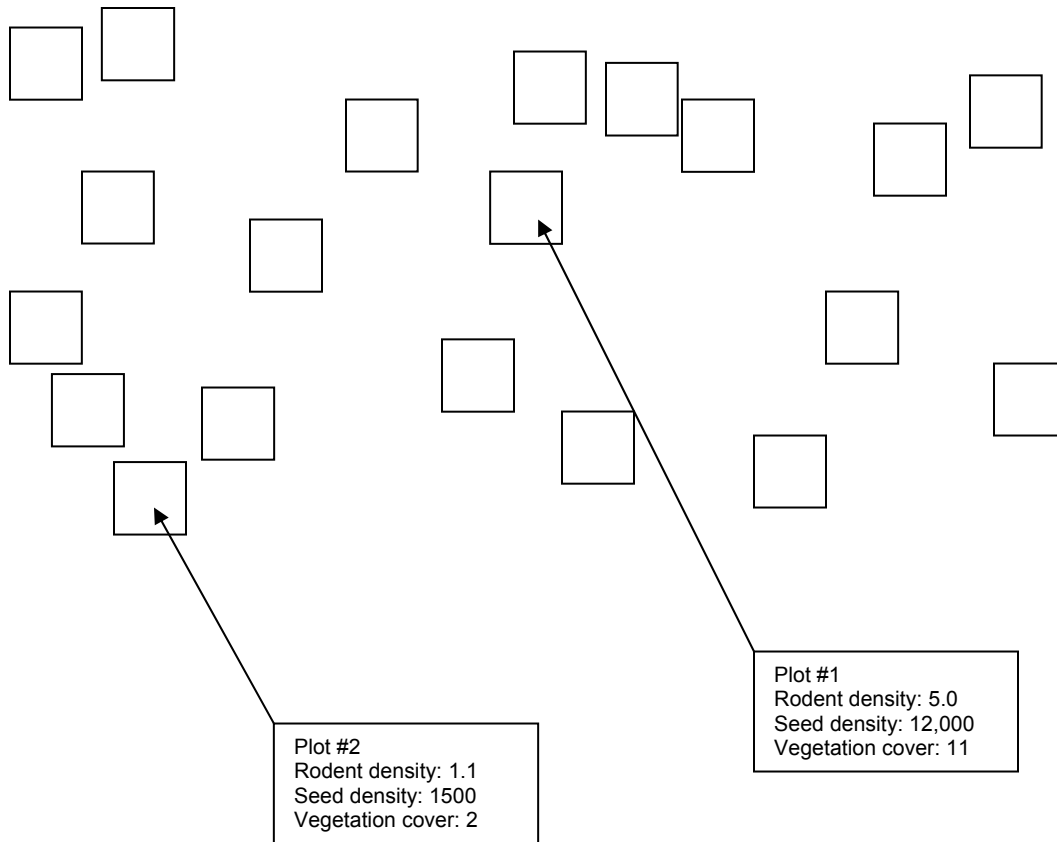 Plot #1
Rodent density: 5.0
Seed density: 12,000
Vegetation cover: 11
Plot #2
Rodent density: 1.1
Seed density: 1500
Vegetation cover: 2